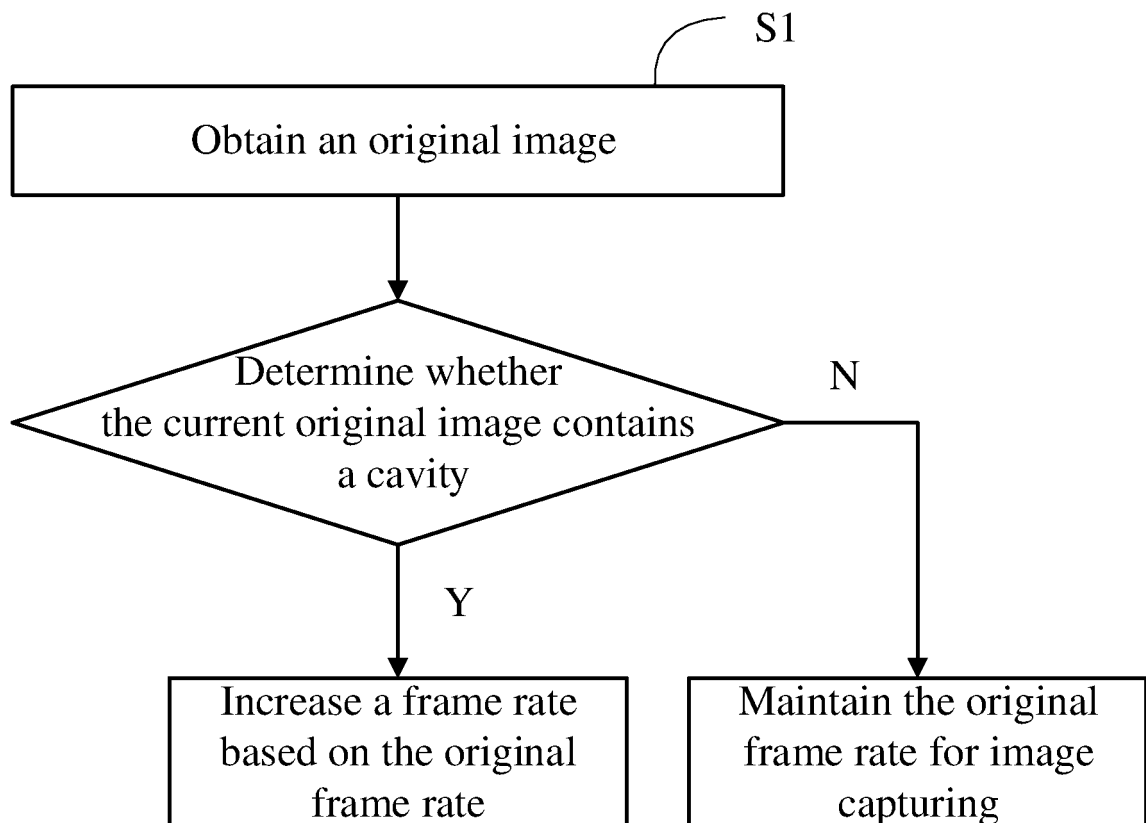 S1
Obtain an original image
Determine whether
the current original image contains
a cavity
N
Y
Increase a frame rate
based on the original
frame rate
Maintain the original
frame rate for image
capturing